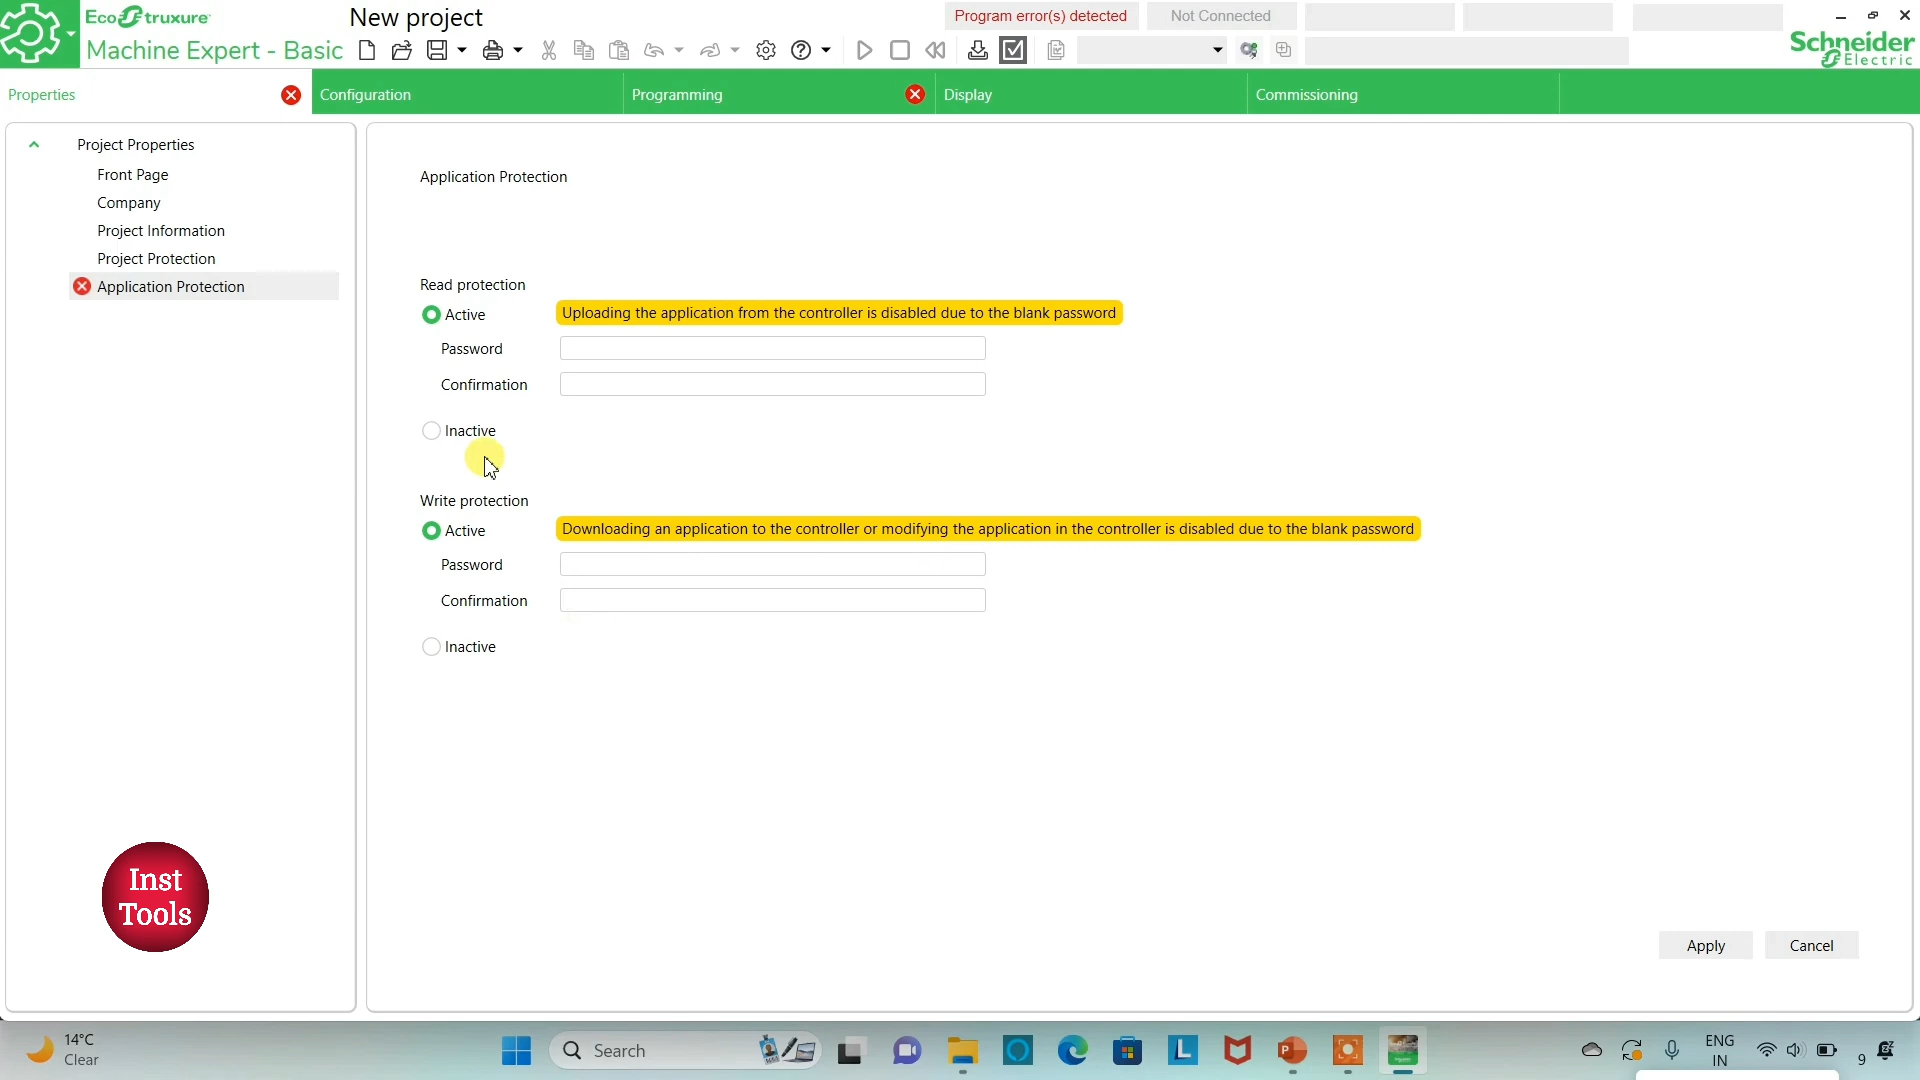 EcoStruxure
Machine Expert - Basic
New project
Program error(s) detected
Not Connected
Schneider
Electric
Properties
Configuration
Programming
Display
Commissioning
Project Properties
Front Page
Company
Project Information
Project Protection
Application Protection
Application Protection
Read protection
Active
Uploading the application from the controller is disabled due to the blank password
Password
Confirmation
Inactive
Write protection
Active
Downloading an application to the controller or modifying the application in the controller is disabled due to the blank password
Password
Confirmation
Inactive
Inst
Tools
Apply
Cancel
14°C
Clear
Search
ENG
IN
9